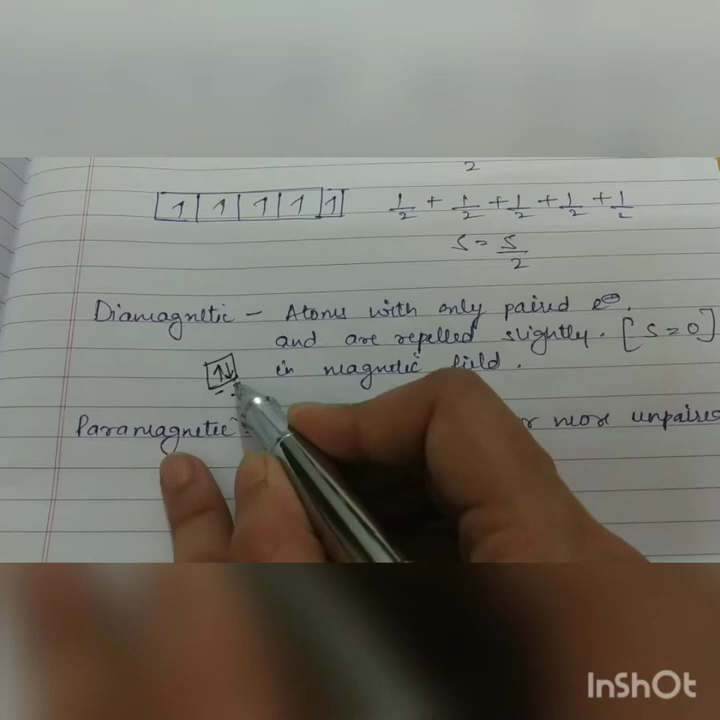 2
1 1 1 1 1 1/2 + 1/2 + 1/2 + 1/2 + 1/2
S = 5/2
Diamagnetic - Atoms with only paired e⊖.
and are repelled slightly. [S=0]
↑↓ in magnetic field.
Paramagnetic more unpaired
InShOt